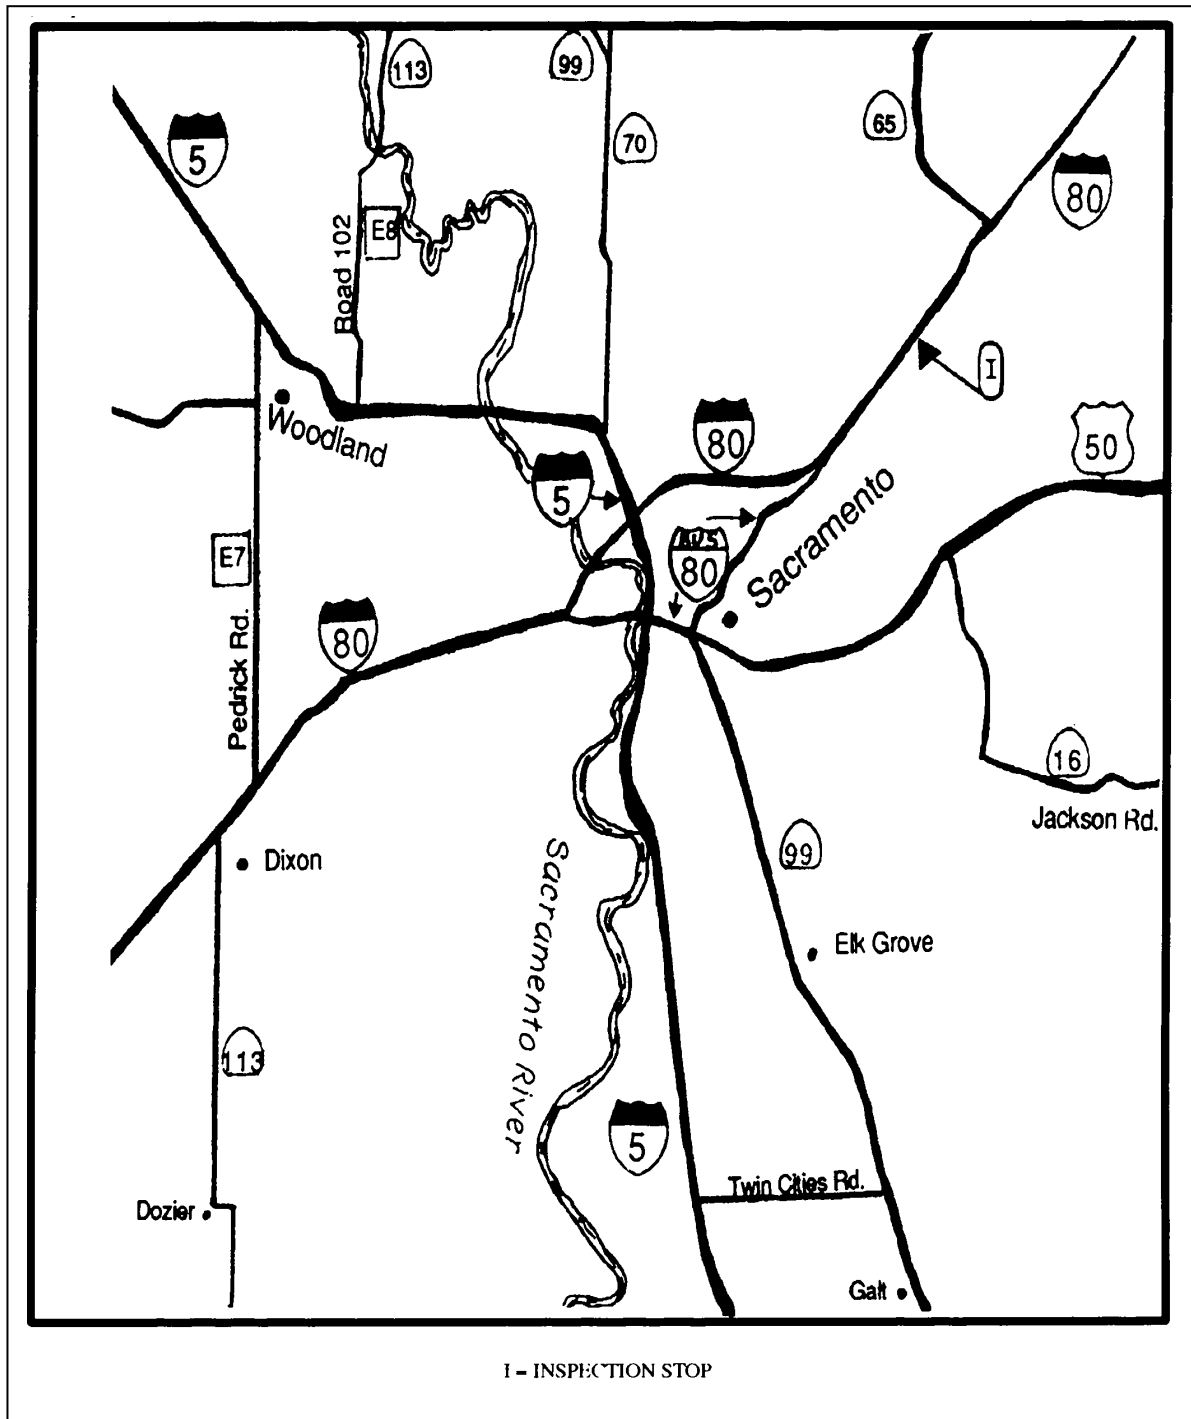 113
99
65
70
5
80
E8
Road 102
I
Woodland
80
50
5
BUS
80
Sacramento
E7
80
Pedrick Rd.
16
Jackson Rd.
99
Dixon
Sacramento River
Elk Grove
113
5
Twin Cities Rd.
Dozier
Galt
I – INSPECTION STOP